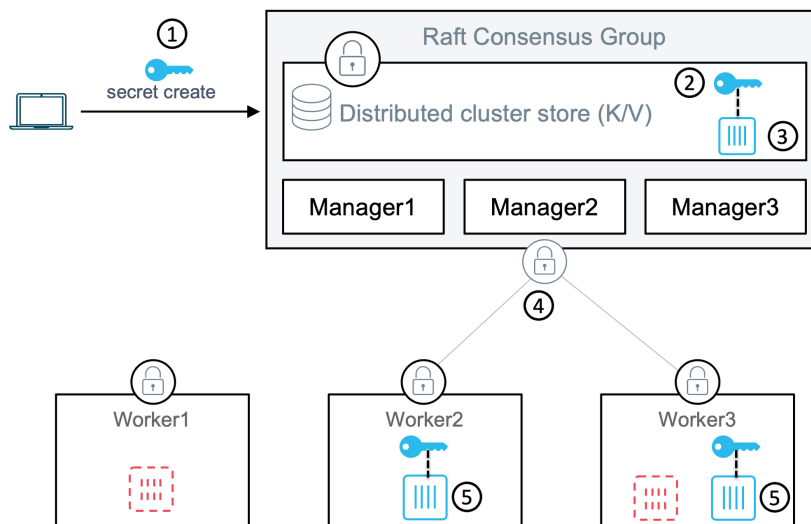 1
secret create
Raft Consensus Group
Distributed cluster store (K/V)
2
3
Manager1
Manager2
Manager3
4
Worker1
Worker2
Worker3
5
5